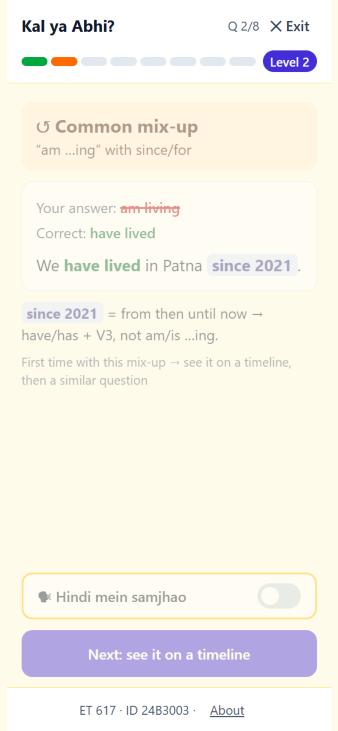 Kal ya Abhi?
Q 2/8 ✕ Exit
Level 2
↺ Common mix-up
“am …ing” with since/for
Your answer: am living
Correct: have lived
We have lived in Patna since 2021.
since 2021 = from then until now →
have/has + V3, not am/is …ing.
First time with this mix-up → see it on a timeline,
then a similar question
🗣 Hindi mein samjhao
Next: see it on a timeline
ET 617 · ID 24B3003 · About